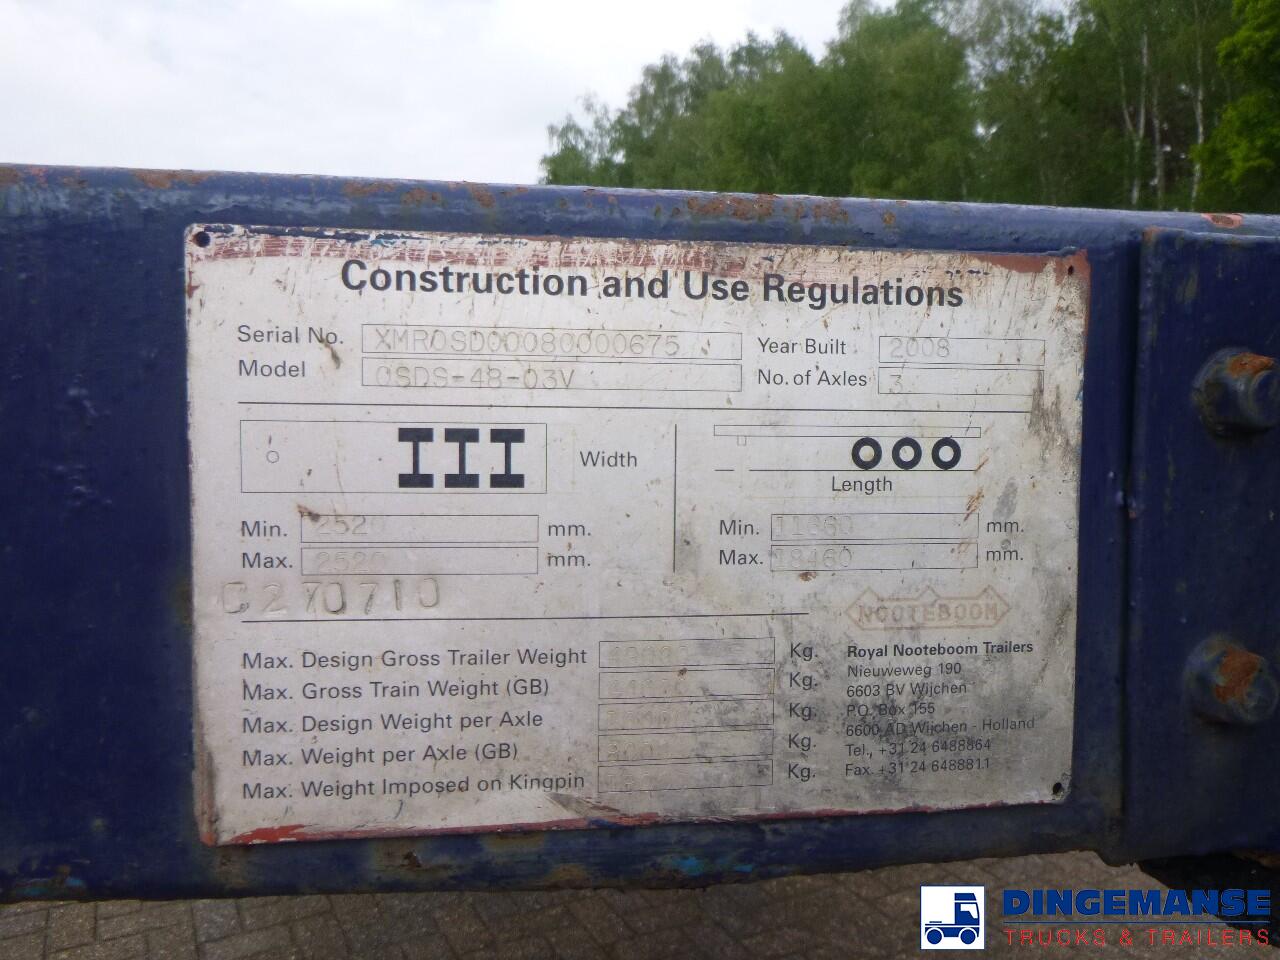 Construction and Use Regulations
Serial No. XMROSD00080000675 Year Built 2008
Model OSDS-48-03V No. of Axles 3
Width
Length
Min. 2520 mm. Min. mm.
Max. 2520 mm. Max. 18460 mm.
C270710
NOOTEBOOM
Max. Design Gross Trailer Weight Kg.
Max. Gross Train Weight (GB) Kg.
Max. Design Weight per Axle Kg.
Max. Weight per Axle (GB) Kg.
Max. Weight Imposed on Kingpin Kg.
Royal Nooteboom Trailers
Nieuweweg 190
6603 BV Wijchen
P.O. Box 155
6600 AD Wijchen - Holland
Tel., +31 24 6488864
Fax. +31 24 6488811
DINGEMANSE
TRUCKS & TRAILERS